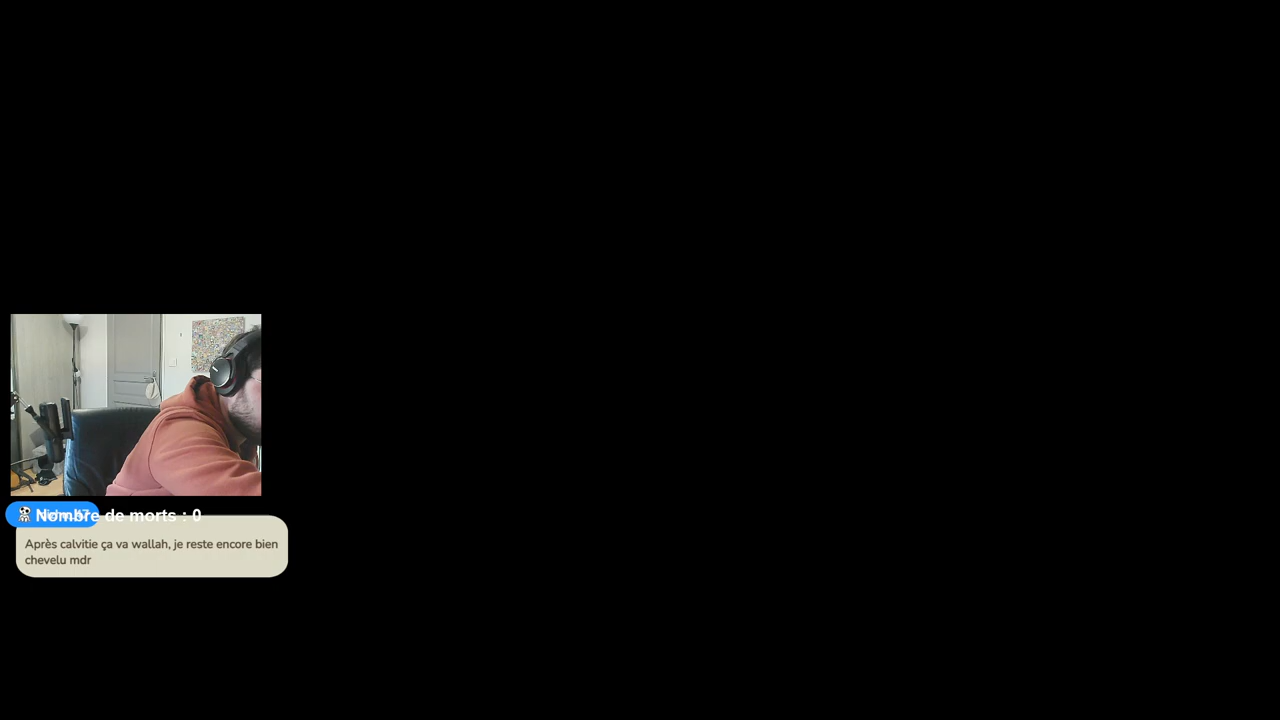 Nombre de morts : 0
Après calvitie ça va wallah, je reste encore bien
chevelu mdr